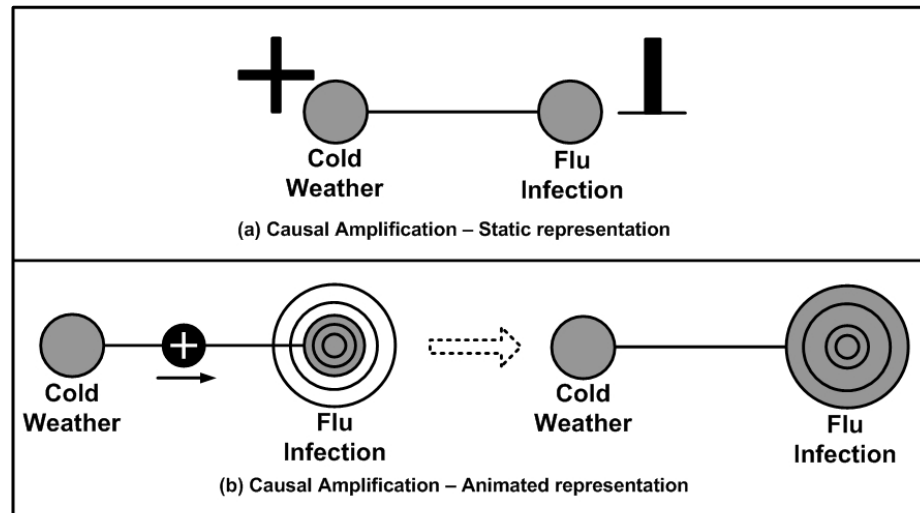 Cold
Weather
Flu
Infection
(a) Causal Amplification – Static representation
Cold
Weather
Flu
Infection
Cold
Weather
Flu
Infection
(b) Causal Amplification – Animated representation